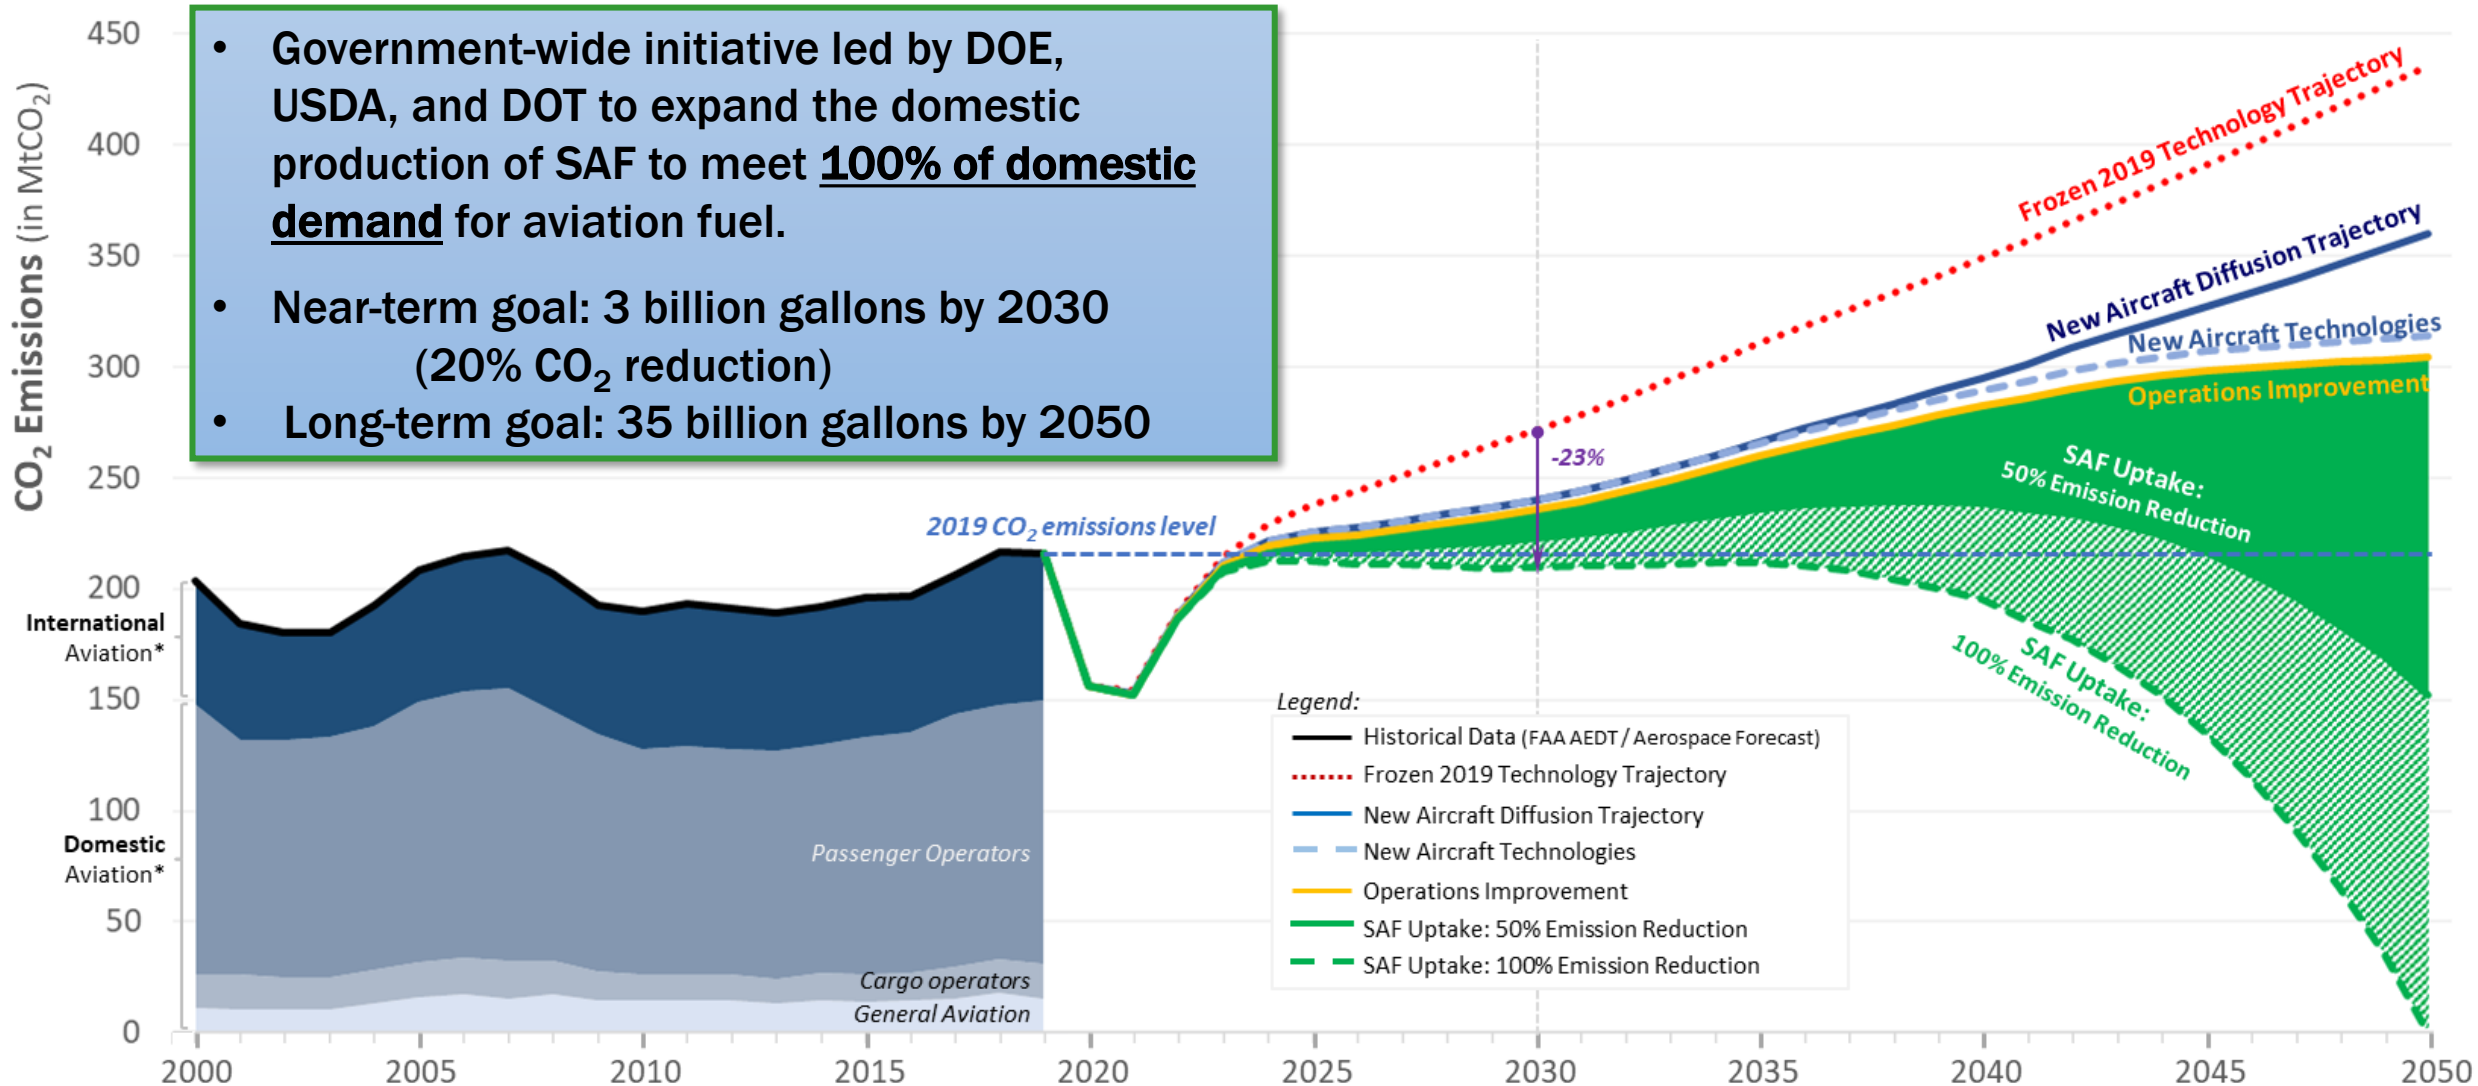 • Government-wide initiative led by DOE,
USDA, and DOT to expand the domestic
production of SAF to meet 100% of domestic
demand for aviation fuel.
• Near-term goal: 3 billion gallons by 2030
(20% CO₂ reduction)
• Long-term goal: 35 billion gallons by 2050
CO₂ Emissions (in MtCO₂)
450
400
350
300
250
200
150
100
50
0
International
Aviation*
Domestic
Aviation*
2019 CO₂ emissions level
-23%
Frozen 2019 Technology Trajectory
New Aircraft Diffusion Trajectory
New Aircraft Technologies
Operations Improvement
SAF Uptake:
50% Emission Reduction
SAF Uptake:
100% Emission Reduction
Passenger Operators
Cargo operators
General Aviation
Legend:
Historical Data (FAA AEDT / Aerospace Forecast)
Frozen 2019 Technology Trajectory
New Aircraft Diffusion Trajectory
New Aircraft Technologies
Operations Improvement
SAF Uptake: 50% Emission Reduction
SAF Uptake: 100% Emission Reduction
2000 2005 2010 2015 2020 2025 2030 2035 2040 2045 2050